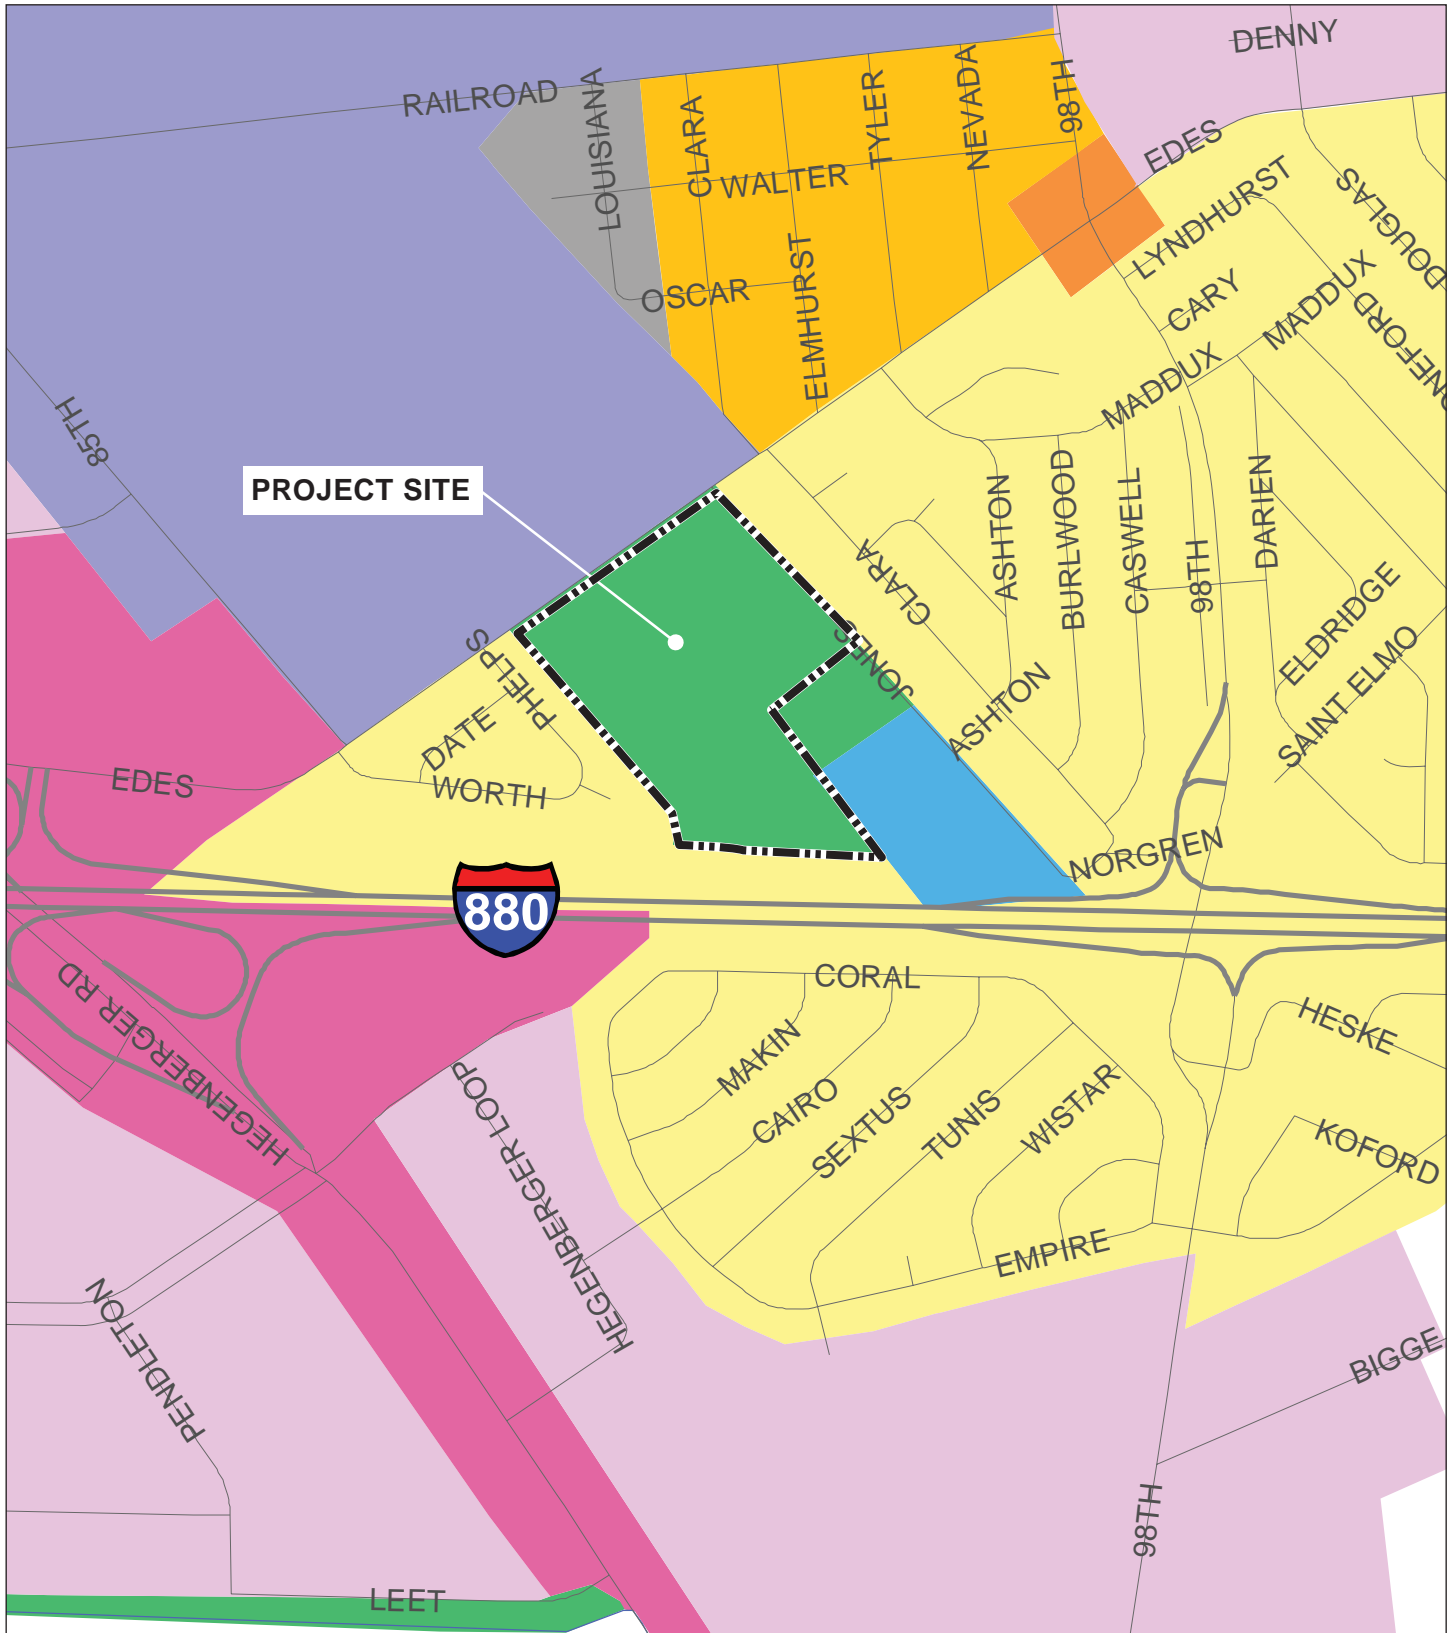 DENNY
RAILROAD
LOUISIANA
CLARA
TYLER
NEVADA
98TH
EDES
WALTER
LYNDHURST
DOUGLAS
OSCAR
ELMHURST
CARY
MADDUX
MADDUX
NEFORD
85TH
PROJECT SITE
ASHTON
BURLWOOD
CASWELL
98TH
DARIEN
CLARA
ELDRIDGE
PHELPS
JONES
SAINT ELMO
DATE
ASHTON
EDES
WORTH
NORGREN
880
HEGENBERGER RD
CORAL
HESKE
MAKIN
CAIRO
SEXTUS
TUNIS
WISTAR
HEGENBERGER LOOP
KOFORD
EMPIRE
PENDLETON
BIGGE
98TH
LEET